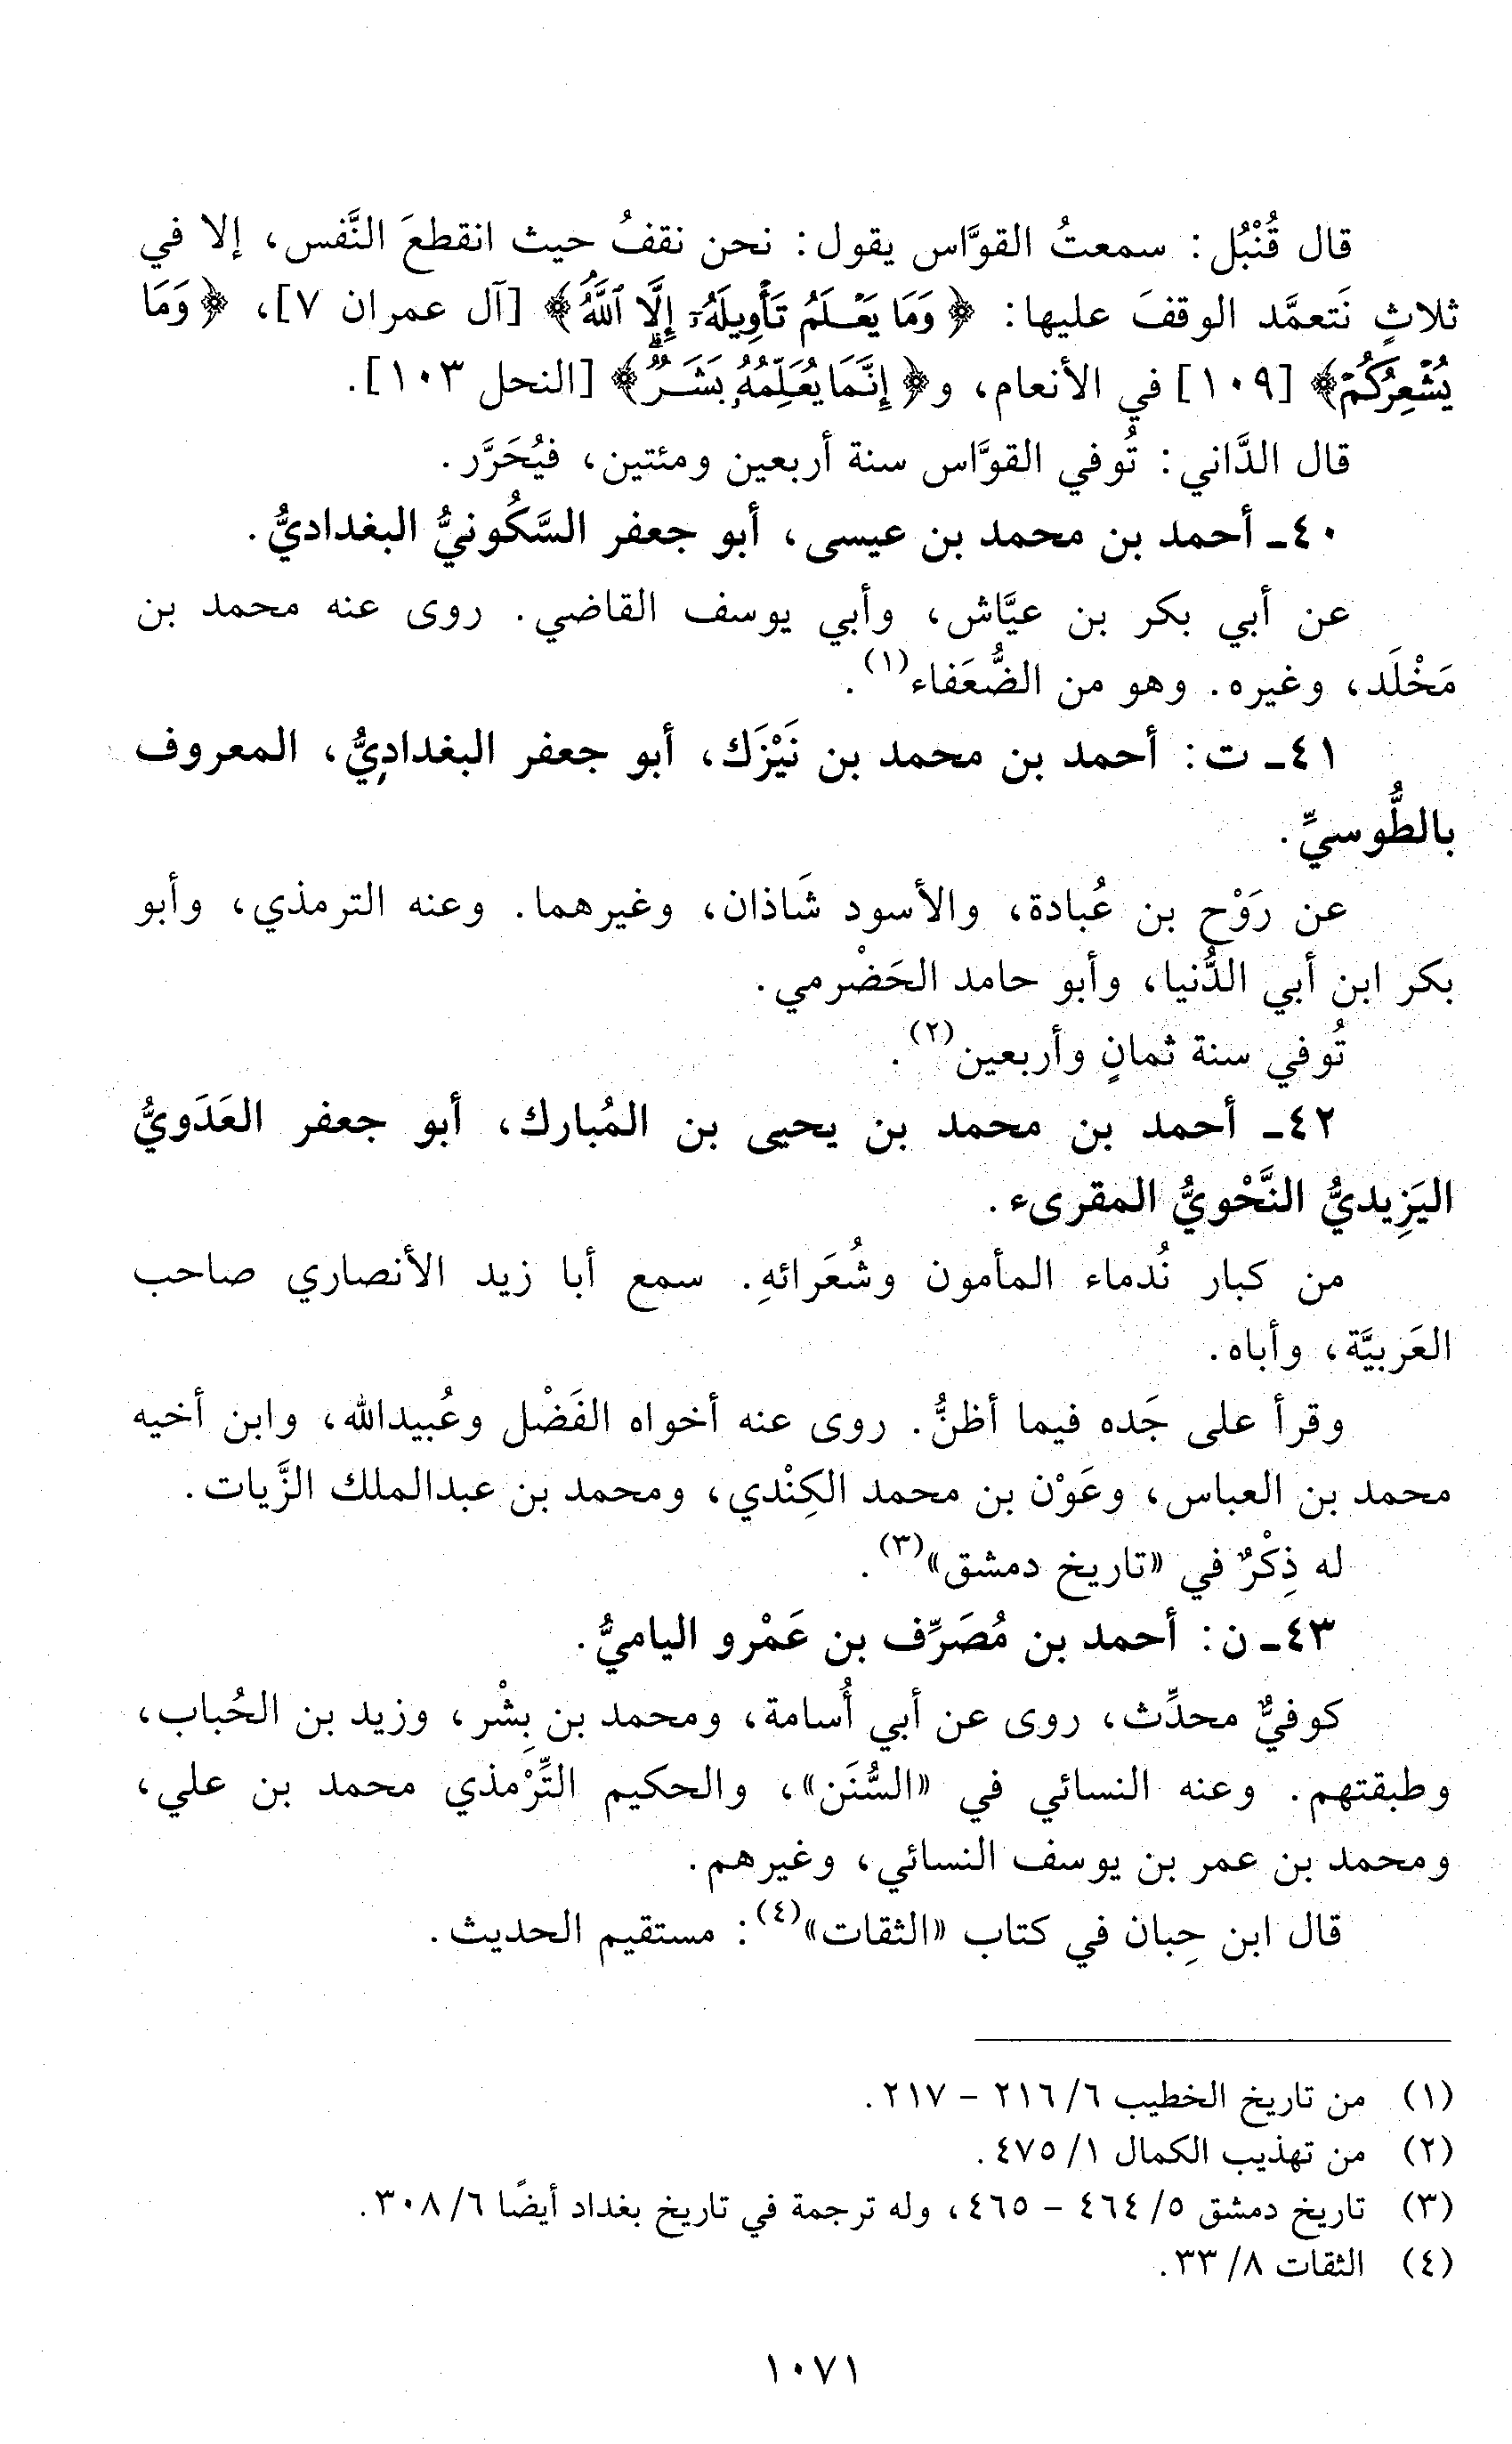 قال قُنْبُل: سمعتُ القوَّاس يقول: نحن نقفُ حيث انقطعَ النَّفس، إلا في
ثلاثٍ نَتعمَّد الوقفَ عليها: ﴿وَمَا يَعْلَمُ تَأْوِيلَهُۥٓ إِلَّا ٱللَّهُ﴾ [آل عمران ٧]، ﴿وَمَا
يُشْعِرُكُمْ﴾ [١٠٩] في الأنعام، و﴿إِنَّمَا يُعَلِّمُهُۥ بَشَرٌۗ﴾ [النحل ١٠٣].
قال الدَّاني: تُوفي القوَّاس سنة أربعين ومئتين، فيُحَرَّر.
٤٠ـ أحمد بن محمد بن عيسى، أبو جعفر السَّكُونيُّ البغداديُّ.
عن أبي بكر بن عيَّاش، وأبي يوسف القاضي. روى عنه محمد بن
مَخْلَد، وغيره. وهو من الضُّعَفاء(١).
٤١ـ ت: أحمد بن محمد بن نَيْزَك، أبو جعفر البغدادِيُّ، المعروف
بالطُّوسيِّ.
عن رَوْح بن عُبادة، والأسود شَاذان، وغيرهما. وعنه الترمذي، وأبو
بكر ابن أبي الدُّنيا، وأبو حامد الحَضْرمي.
تُوفي سنة ثمانٍ وأربعين(٢).
٤٢ـ أحمد بن محمد بن يحيى بن المُبارك، أبو جعفر العَدَويُّ
اليَزِيديُّ النَّحْويُّ المقرىء.
من كبار نُدماء المأمون وشُعَرائهِ. سمع أبا زيد الأنصاري صاحب
العَربيَّة، وأباه.
وقرأ على جَده فيما أظنُّ. روى عنه أخواه الفَضْل وعُبيدالله، وابن أخيه
محمد بن العباس، وعَوْن بن محمد الكِنْدي، ومحمد بن عبدالملك الزَّيات.
له ذِكْرٌ في «تاريخ دمشق»(٣).
٤٣ـ ن: أحمد بن مُصَرِّف بن عَمْرو الياميُّ.
كوفيٌّ محدِّث، روى عن أبي أُسامة، ومحمد بن بِشْر، وزيد بن الحُباب،
وطبقتهم. وعنه النسائي في «السُّنَن»، والحكيم التِّرْمذي محمد بن علي،
ومحمد بن عمر بن يوسف النسائي، وغيرهم.
قال ابن حِبان في كتاب «الثقات»(٤): مستقيم الحديث.
(١) من تاريخ الخطيب ٦/ ٢١٦ - ٢١٧.
(٢) من تهذيب الكمال ١/ ٤٧٥.
(٣) تاريخ دمشق ٥/ ٤٦٤ - ٤٦٥، وله ترجمة في تاريخ بغداد أيضًا ٦/ ٣٠٨.
(٤) الثقات ٨/ ٣٣.
١٠٧١